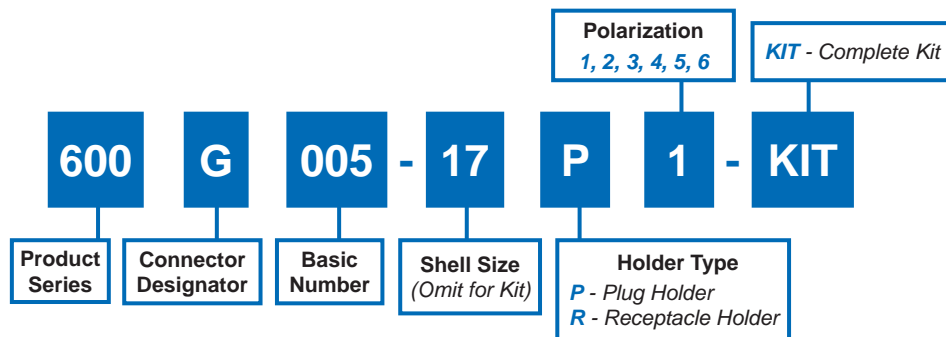 Polarization
1, 2, 3, 4, 5, 6
KIT - Complete Kit
600 G 005 - 17 P 1 - KIT
Product
Series
Connector
Designator
Basic
Number
Shell Size
(Omit for Kit)
Holder Type
P - Plug Holder
R - Receptacle Holder